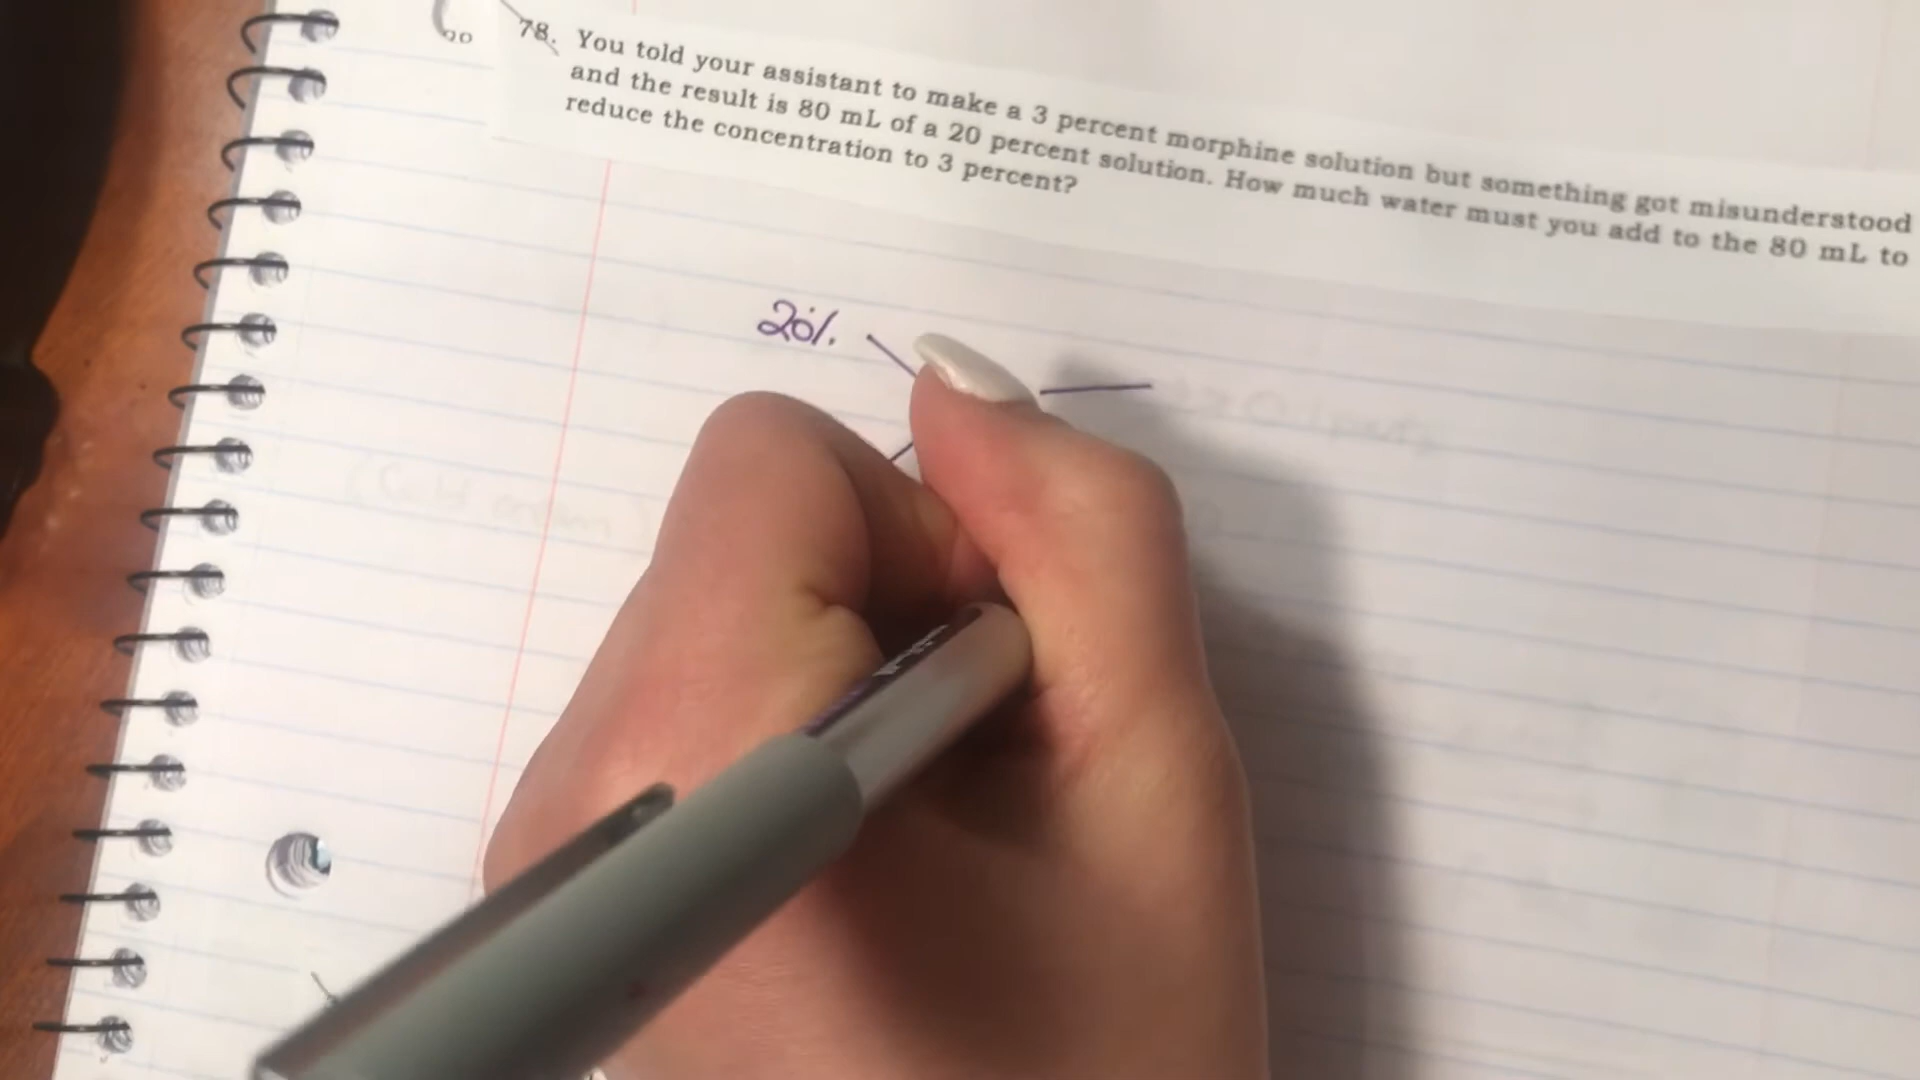 78. You told your assistant to make a 3 percent morphine solution but something got misunderstood
and the result is 80 mL of a 20 percent solution. How much water must you add to the 80 mL to
reduce the concentration to 3 percent?
20%